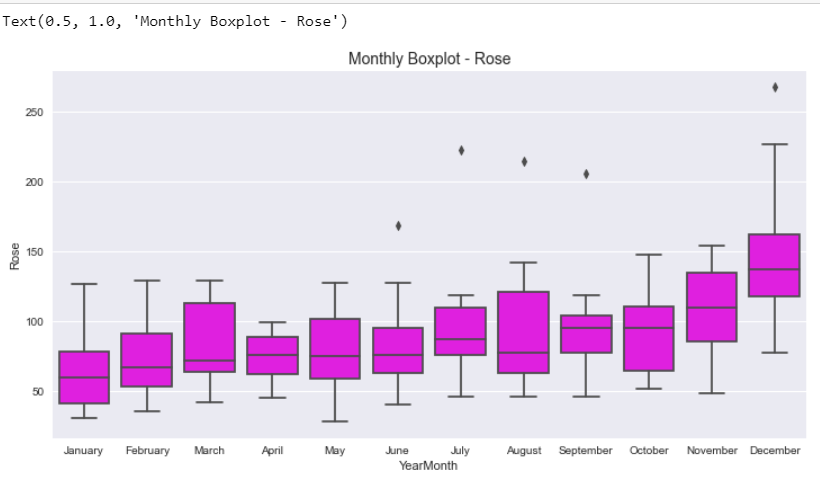 Text(0.5, 1.0, 'Monthly Boxplot - Rose')
Monthly Boxplot - Rose
250
200
150
100
50
Rose
January February March April May June July August September October November December
YearMonth